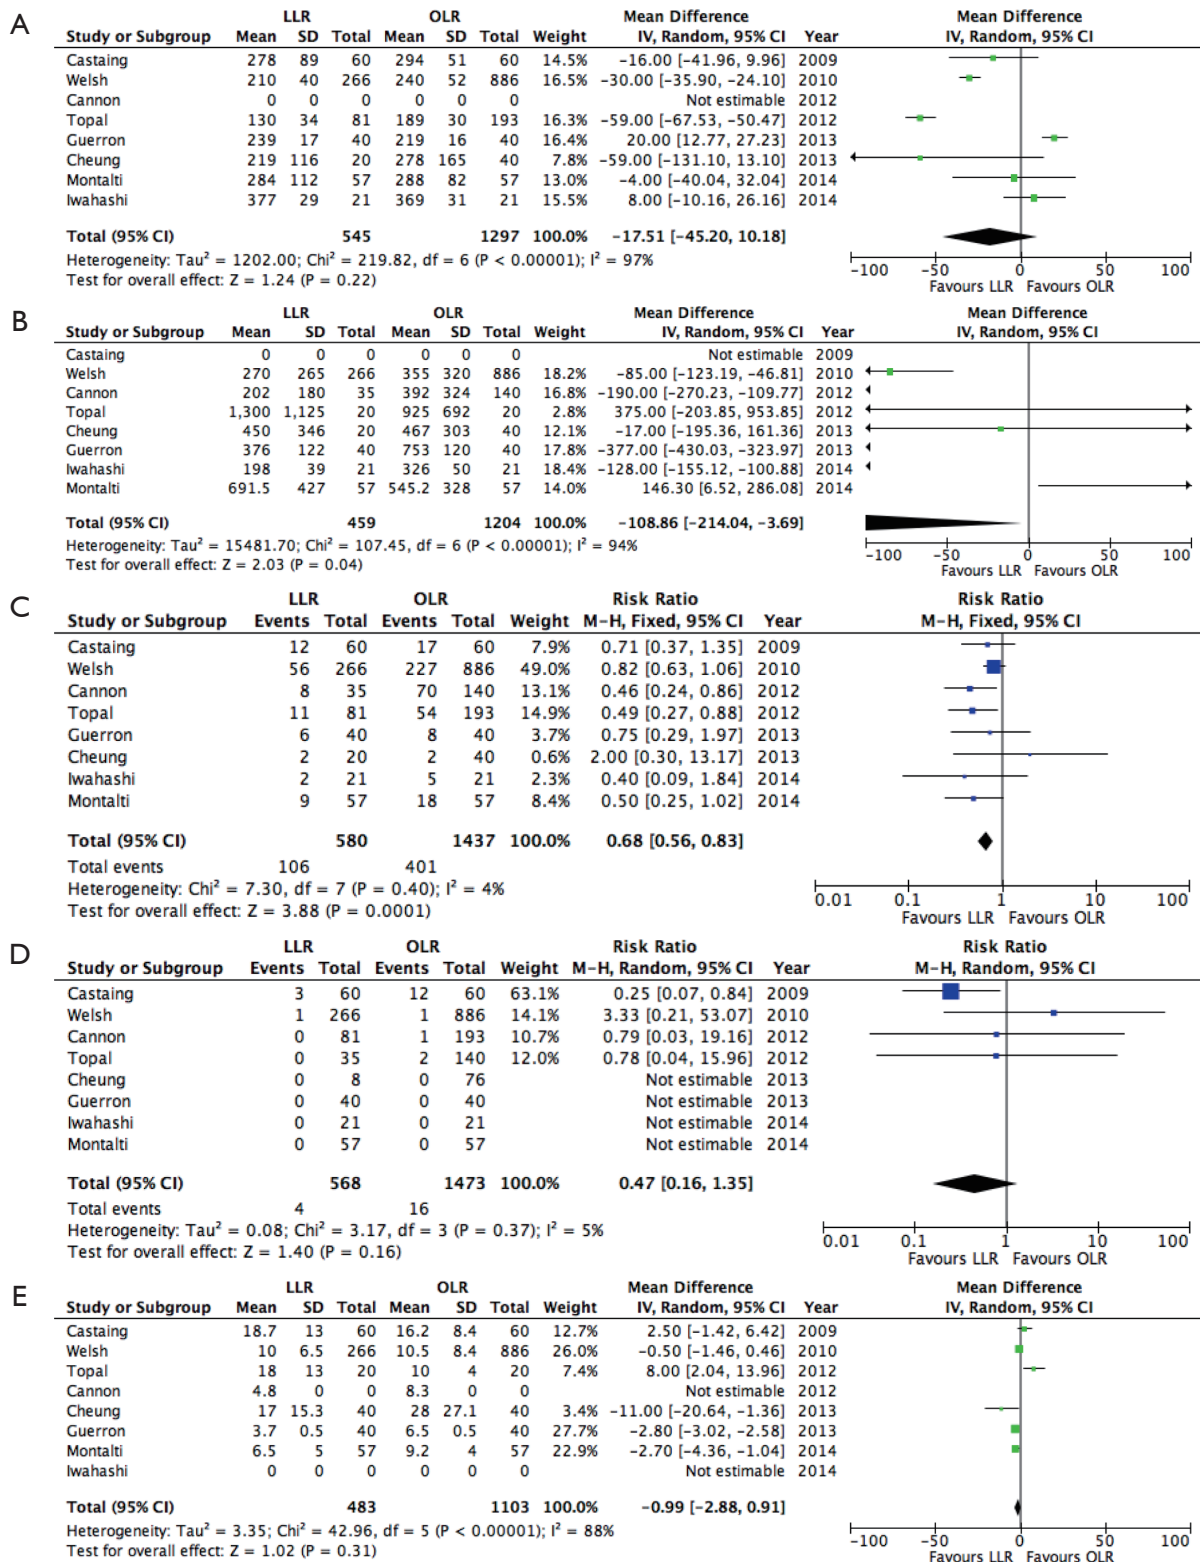 A
LLR OLR Mean Difference Mean Difference
Study or Subgroup Mean SD Total Mean SD Total Weight IV, Random, 95% CI Year IV, Random, 95% CI
Castaing 278 89 60 294 51 60 14.5% −16.00 [−41.96, 9.96] 2009
Welsh 210 40 266 240 52 886 16.5% −30.00 [−35.90, −24.10] 2010
Cannon 0 0 0 0 0 0 Not estimable 2012
Topal 130 34 81 189 30 193 16.3% −59.00 [−67.53, −50.47] 2012
Guerron 239 17 40 219 16 40 16.4% 20.00 [12.77, 27.23] 2013
Cheung 219 116 20 278 165 40 7.8% −59.00 [−131.10, 13.10] 2013
Montalti 284 112 57 288 82 57 13.0% −4.00 [−40.04, 32.04] 2014
Iwahashi 377 29 21 369 31 21 15.5% 8.00 [−10.16, 26.16] 2014
Total (95% CI) 545 1297 100.0% −17.51 [−45.20, 10.18]
Heterogeneity: Tau² = 1202.00; Chi² = 219.82, df = 6 (P < 0.00001); I² = 97%
Test for overall effect: Z = 1.24 (P = 0.22)
−100 −50 0 50 100
Favours LLR Favours OLR
B
LLR OLR Mean Difference Mean Difference
Study or Subgroup Mean SD Total Mean SD Total Weight IV, Random, 95% CI Year IV, Random, 95% CI
Castaing 0 0 0 0 0 0 Not estimable 2009
Welsh 270 265 266 355 320 886 18.2% −85.00 [−123.19, −46.81] 2010
Cannon 202 180 35 392 324 140 16.8% −190.00 [−270.23, −109.77] 2012
Topal 1,300 1,125 20 925 692 20 2.8% 375.00 [−203.85, 953.85] 2012
Cheung 450 346 20 467 303 40 12.1% −17.00 [−195.36, 161.36] 2013
Guerron 376 122 40 753 120 40 17.8% −377.00 [−430.03, −323.97] 2013
Iwahashi 198 39 21 326 50 21 18.4% −128.00 [−155.12, −100.88] 2014
Montalti 691.5 427 57 545.2 328 57 14.0% 146.30 [6.52, 286.08] 2014
Total (95% CI) 459 1204 100.0% −108.86 [−214.04, −3.69]
Heterogeneity: Tau² = 15481.70; Chi² = 107.45, df = 6 (P < 0.00001); I² = 94%
Test for overall effect: Z = 2.03 (P = 0.04)
−100 −50 0 50 100
Favours LLR Favours OLR
C
LLR OLR Risk Ratio Risk Ratio
Study or Subgroup Events Total Events Total Weight M−H, Fixed, 95% CI Year M−H, Fixed, 95% CI
Castaing 12 60 17 60 7.9% 0.71 [0.37, 1.35] 2009
Welsh 56 266 227 886 49.0% 0.82 [0.63, 1.06] 2010
Cannon 8 35 70 140 13.1% 0.46 [0.24, 0.86] 2012
Topal 11 81 54 193 14.9% 0.49 [0.27, 0.88] 2012
Guerron 6 40 8 40 3.7% 0.75 [0.29, 1.97] 2013
Cheung 2 20 2 40 0.6% 2.00 [0.30, 13.17] 2013
Iwahashi 2 21 5 21 2.3% 0.40 [0.09, 1.84] 2014
Montalti 9 57 18 57 8.4% 0.50 [0.25, 1.02] 2014
Total (95% CI) 580 1437 100.0% 0.68 [0.56, 0.83]
Total events 106 401
Heterogeneity: Chi² = 7.30, df = 7 (P = 0.40); I² = 4%
Test for overall effect: Z = 3.88 (P = 0.0001)
0.01 0.1 1 10 100
Favours LLR Favours OLR
D
LLR OLR Risk Ratio Risk Ratio
Study or Subgroup Events Total Events Total Weight M−H, Random, 95% CI Year M−H, Random, 95% CI
Castaing 3 60 12 60 63.1% 0.25 [0.07, 0.84] 2009
Welsh 1 266 1 886 14.1% 3.33 [0.21, 53.07] 2010
Cannon 0 81 1 193 10.7% 0.79 [0.03, 19.16] 2012
Topal 0 35 2 140 12.0% 0.78 [0.04, 15.96] 2012
Cheung 0 8 0 76 Not estimable 2013
Guerron 0 40 0 40 Not estimable 2013
Iwahashi 0 21 0 21 Not estimable 2014
Montalti 0 57 0 57 Not estimable 2014
Total (95% CI) 568 1473 100.0% 0.47 [0.16, 1.35]
Total events 4 16
Heterogeneity: Tau² = 0.08; Chi² = 3.17, df = 3 (P = 0.37); I² = 5%
Test for overall effect: Z = 1.40 (P = 0.16)
0.01 0.1 1 10 100
Favours LLR Favours OLR
E
LLR OLR Mean Difference Mean Difference
Study or Subgroup Mean SD Total Mean SD Total Weight IV, Random, 95% CI Year IV, Random, 95% CI
Castaing 18.7 13 60 16.2 8.4 60 12.7% 2.50 [−1.42, 6.42] 2009
Welsh 10 6.5 266 10.5 8.4 886 26.0% −0.50 [−1.46, 0.46] 2010
Topal 18 13 20 10 4 20 7.4% 8.00 [2.04, 13.96] 2012
Cannon 4.8 0 0 8.3 0 0 Not estimable 2012
Cheung 17 15.3 40 28 27.1 40 3.4% −11.00 [−20.64, −1.36] 2013
Guerron 3.7 0.5 40 6.5 0.5 40 27.7% −2.80 [−3.02, −2.58] 2013
Montalti 6.5 5 57 9.2 4 57 22.9% −2.70 [−4.36, −1.04] 2014
Iwahashi 0 0 0 0 0 0 Not estimable 2014
Total (95% CI) 483 1103 100.0% −0.99 [−2.88, 0.91]
Heterogeneity: Tau² = 3.35; Chi² = 42.96, df = 5 (P < 0.00001); I² = 88%
Test for overall effect: Z = 1.02 (P = 0.31)
−100 −50 0 50 100
Favours LLR Favours OLR